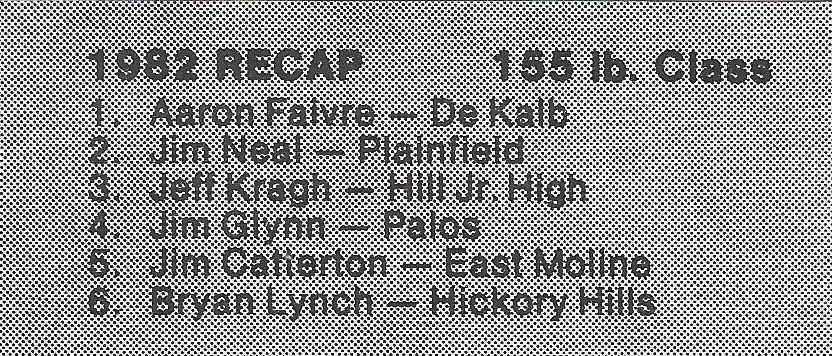 1982 RECAP 155 lb. Class
1. Aaron Faivre — De Kalb
2. Jim Neal — Plainfield
3. Jeff Kragh — Hill Jr. High
4. Jim Glynn — Palos
5. Jim Catterton — East Moline
6. Bryan Lynch — Hickory Hills